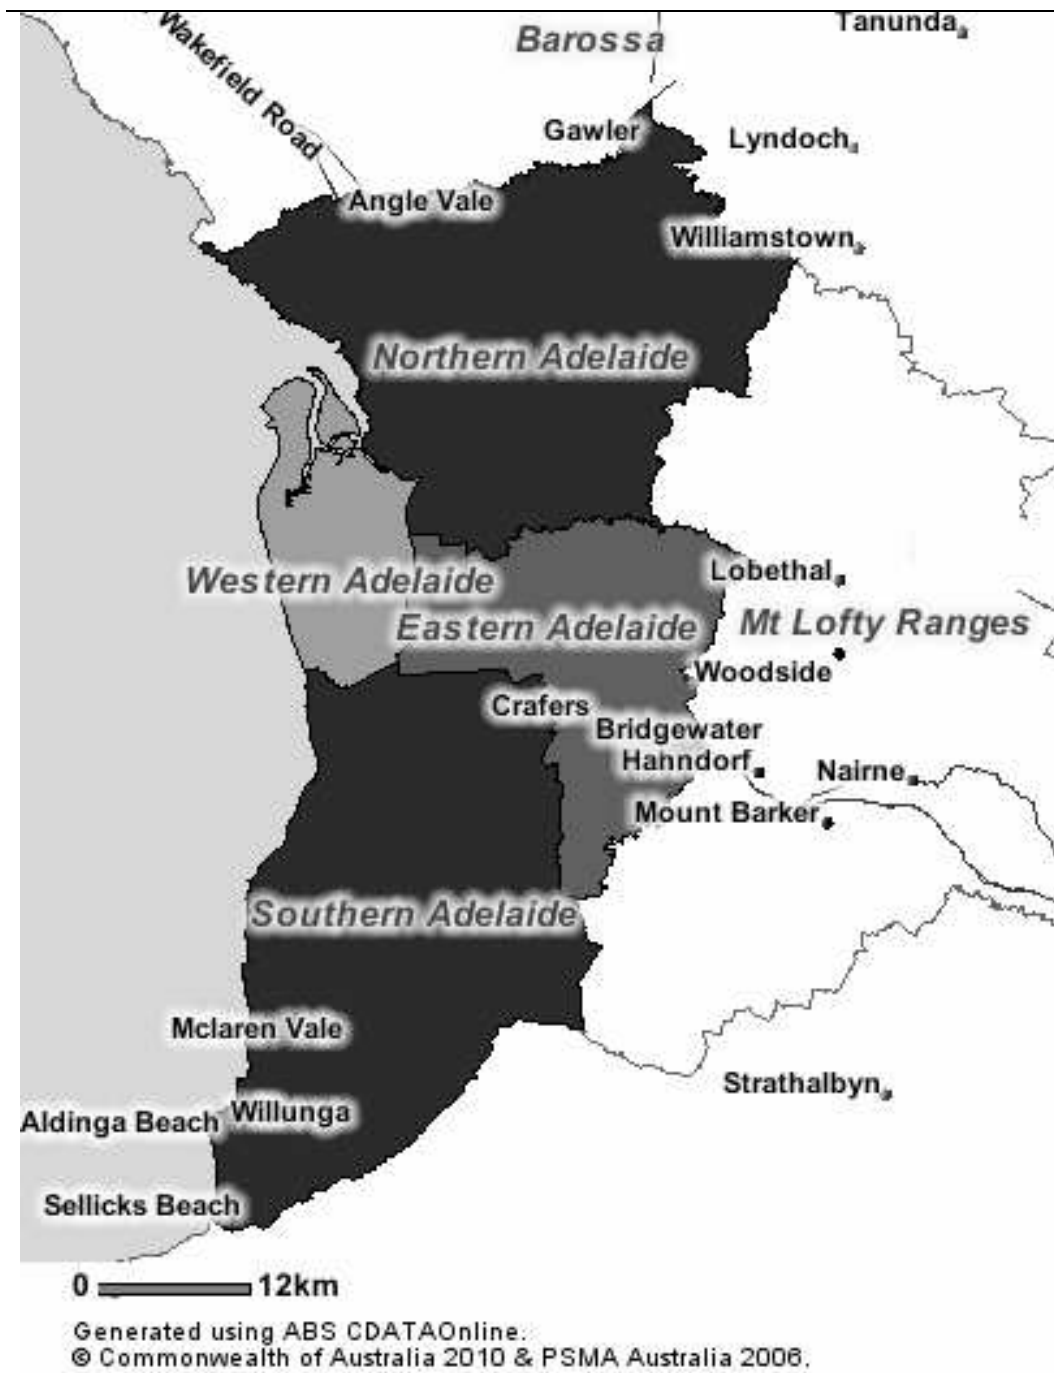 Tanunda
Barossa
Wakefield Road
Gawler
Lyndoch
Angle Vale
Williamstown
Northern Adelaide
Western Adelaide
Lobethal
Eastern Adelaide
Mt Lofty Ranges
Woodside
Crafers
Bridgewater
Hahndorf
Nairne
Mount Barker
Southern Adelaide
Mclaren Vale
Strathalbyn
Willunga
Aldinga Beach
Sellicks Beach
0 12km
Generated using ABS CDATAOnline.
© Commonwealth of Australia 2010 & PSMA Australia 2006.